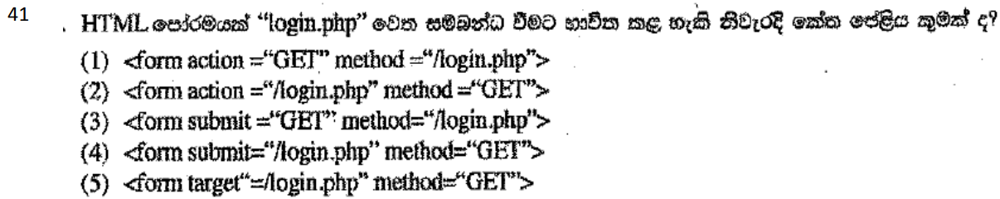 41 . HTML පෝරමයක් “login.php” වෙත සම්බන්ධ වීමට භාවිත කළ හැකි නිවැරදි කේත පේළිය කුමක් ද?
(1) <form action =“GET” method =“/login.php”>
(2) <form action =“/login.php” method =“GET”>
(3) <form submit =“GET” method=“/login.php”>
(4) <form submit=“/login.php” method=“GET”>
(5) <form target“=/login.php” method=“GET”>